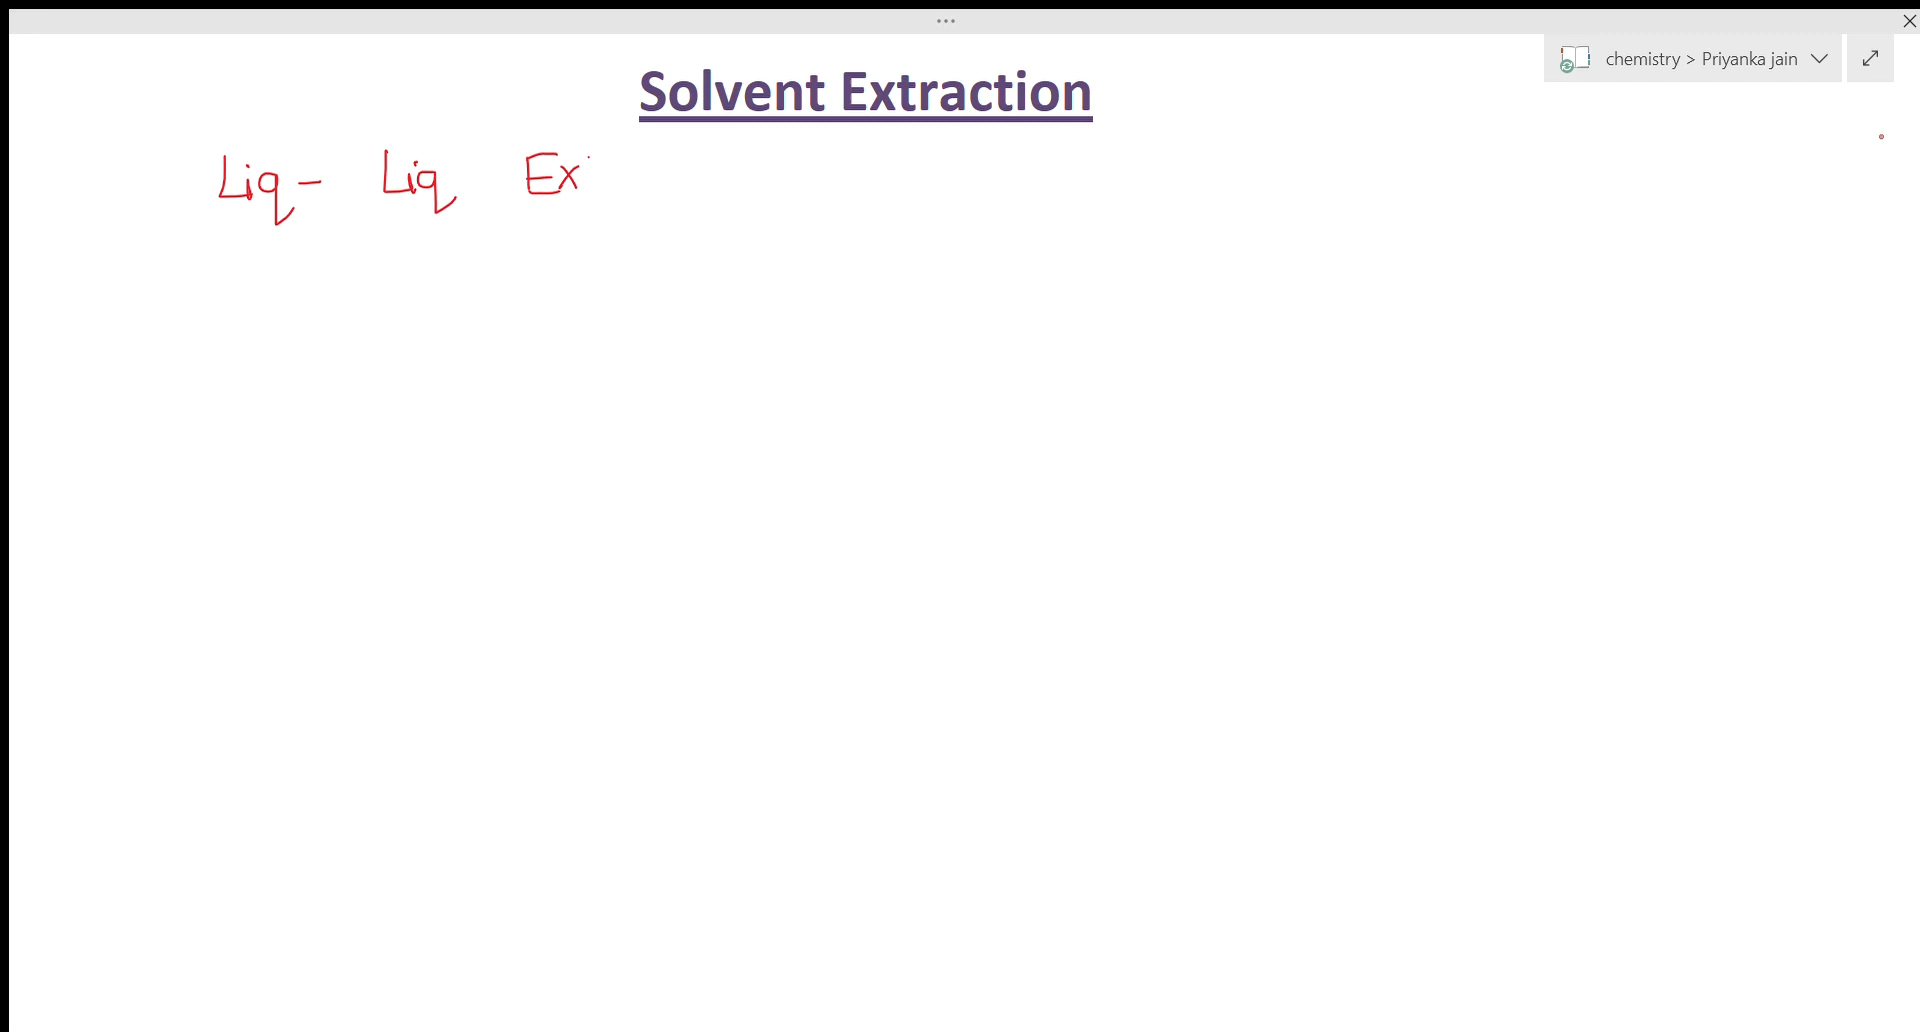 chemistry > Priyanka jain
Solvent Extraction
Liq - Liq Ex